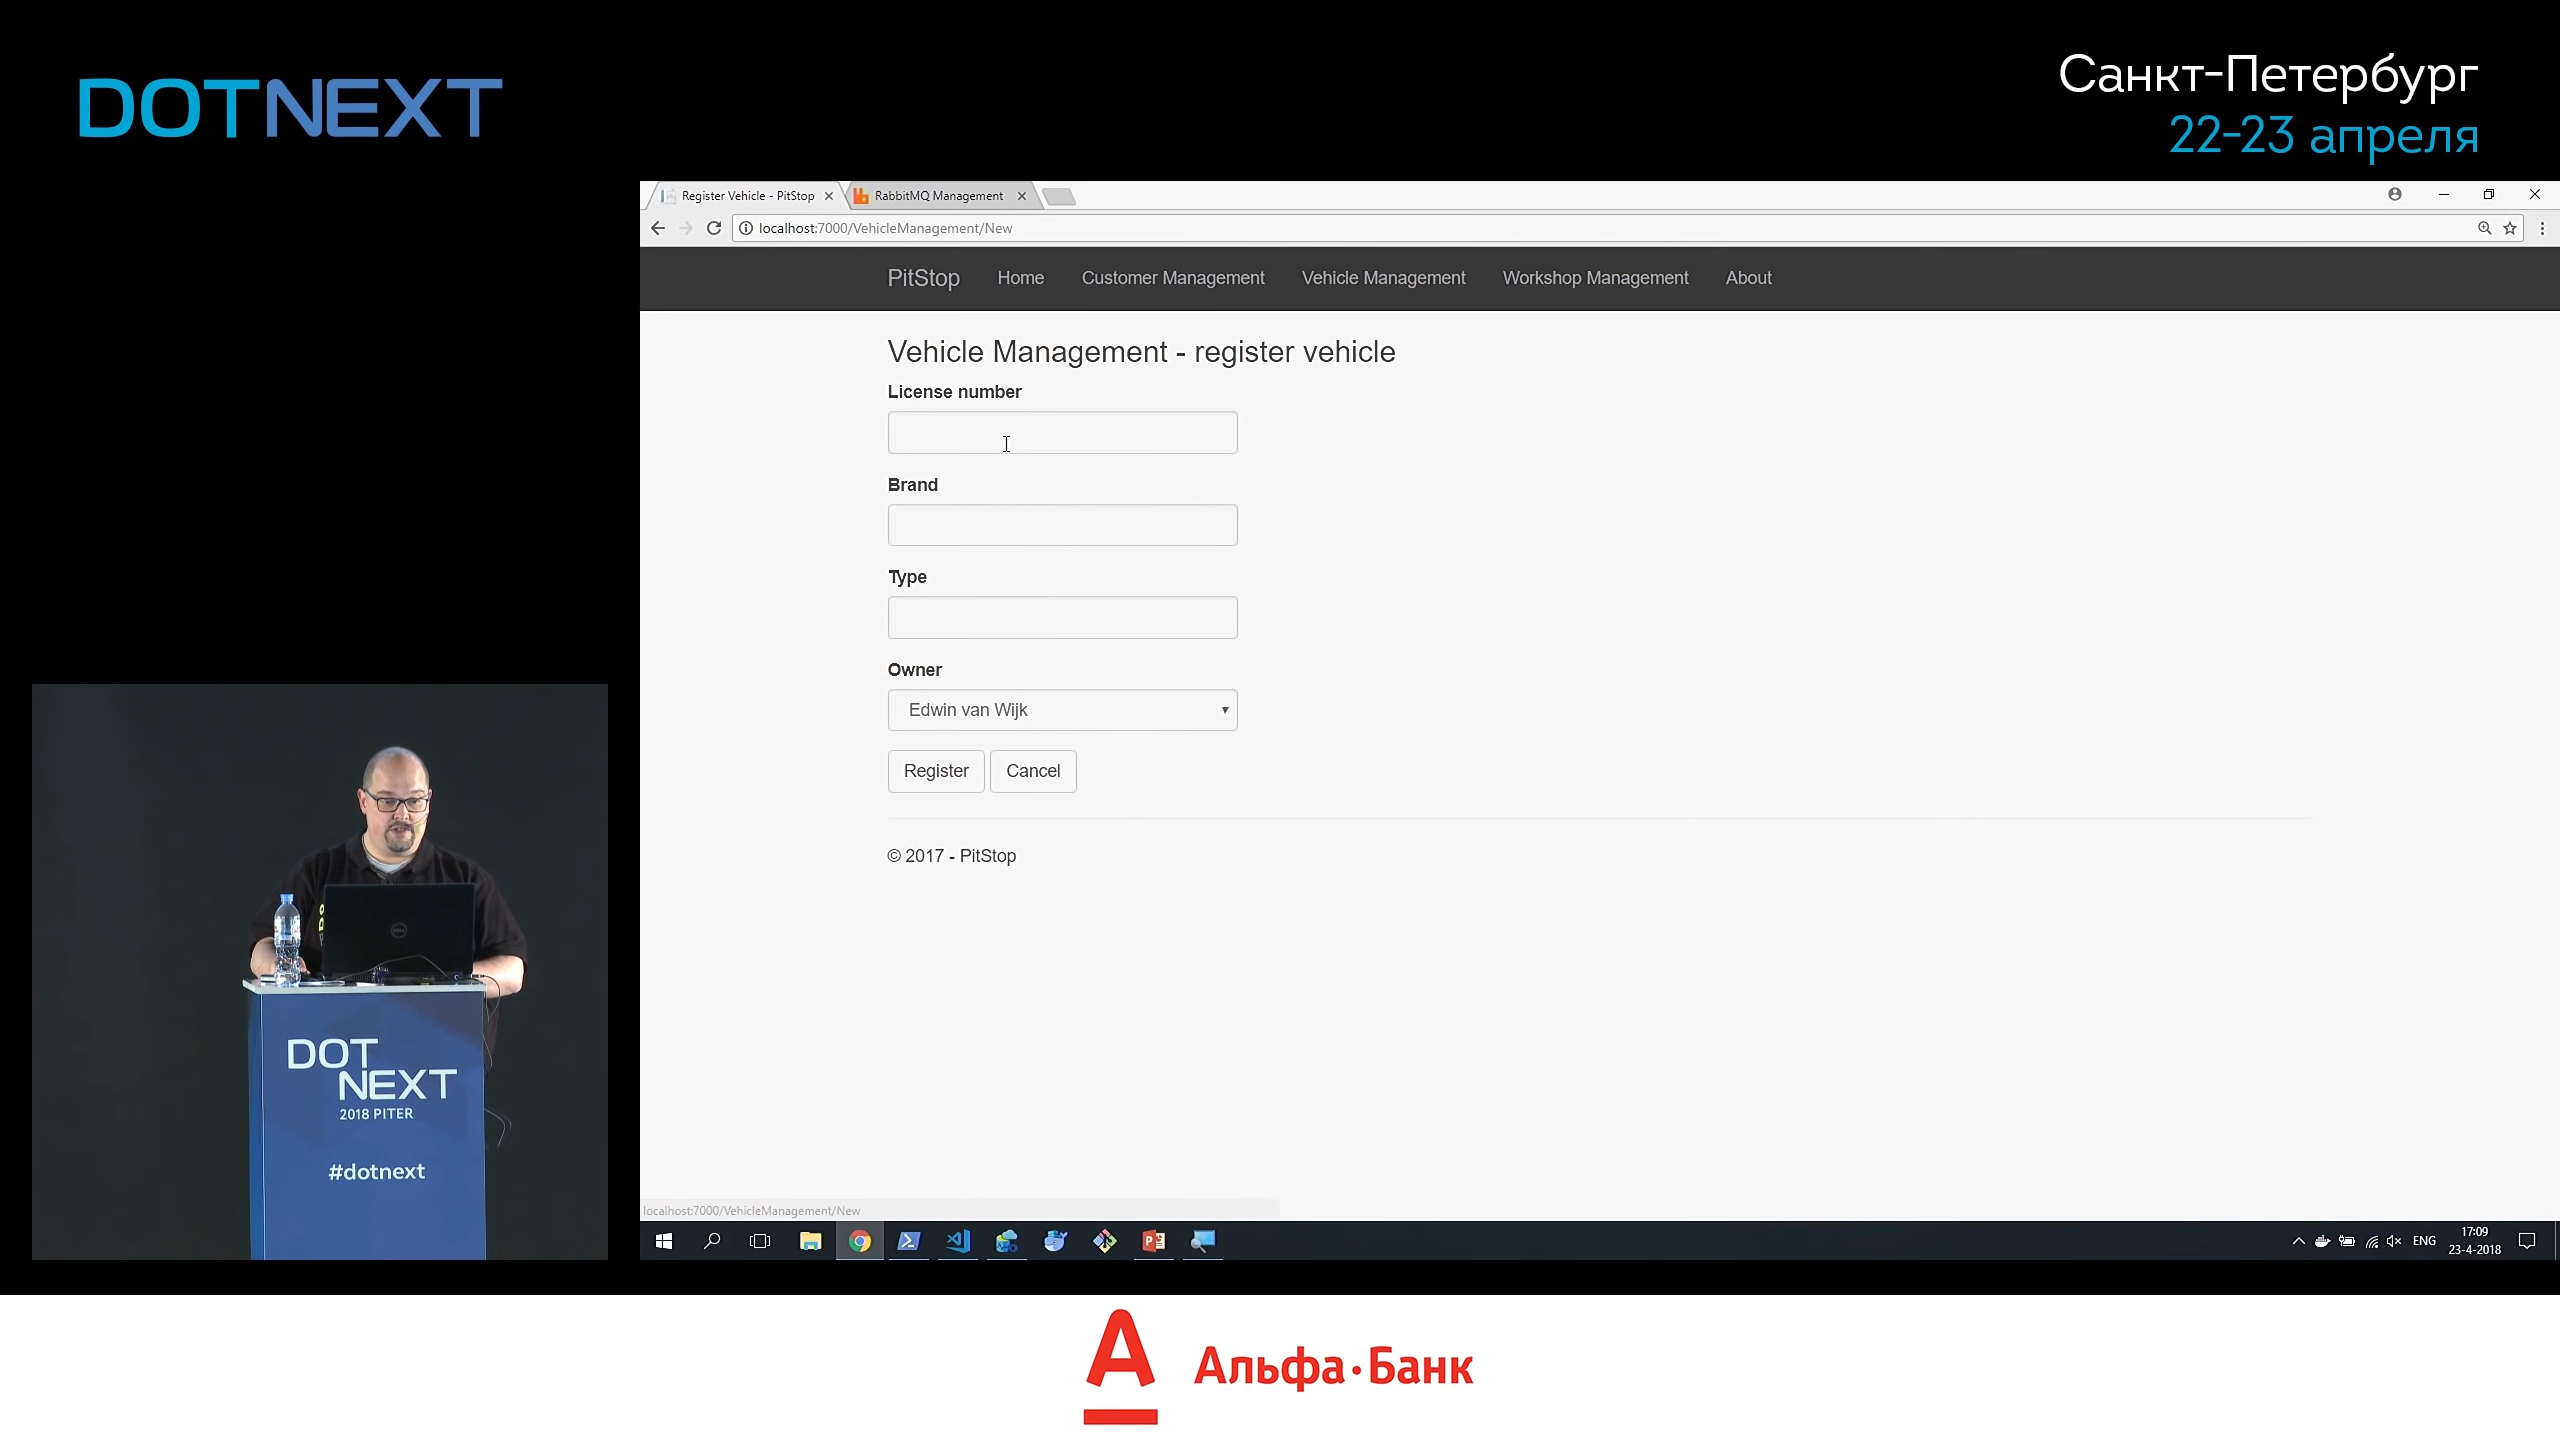 DOTNEXT
Санкт-Петербург
22-23 апреля
Register Vehicle - PitStop
RabbitMQ Management
localhost:7000/VehicleManagement/New
PitStop Home Customer Management Vehicle Management Workshop Management About
Vehicle Management - register vehicle
License number
Brand
Type
Owner
Edwin van Wijk
Register Cancel
© 2017 - PitStop
localhost:7000/VehicleManagement/New
ENG
17:09
23-4-2018
DOT
NEXT
2018 PITER
#dotnext
Альфа·Банк